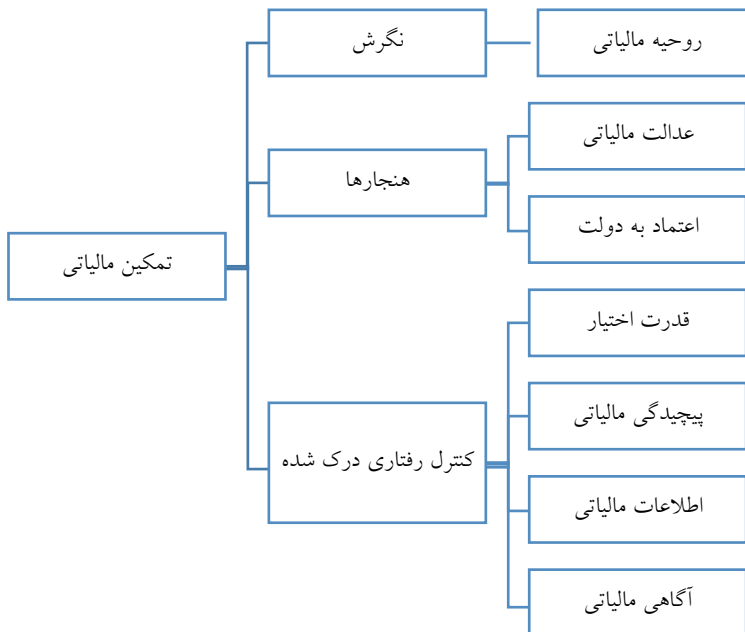 روحیه مالیاتی
نگرش
عدالت مالیاتی
هنجارها
اعتماد به دولت
تمکین مالیاتی
قدرت اختیار
پیچیدگی مالیاتی
کنترل رفتاری درک شده
اطلاعات مالیاتی
آگاهی مالیاتی